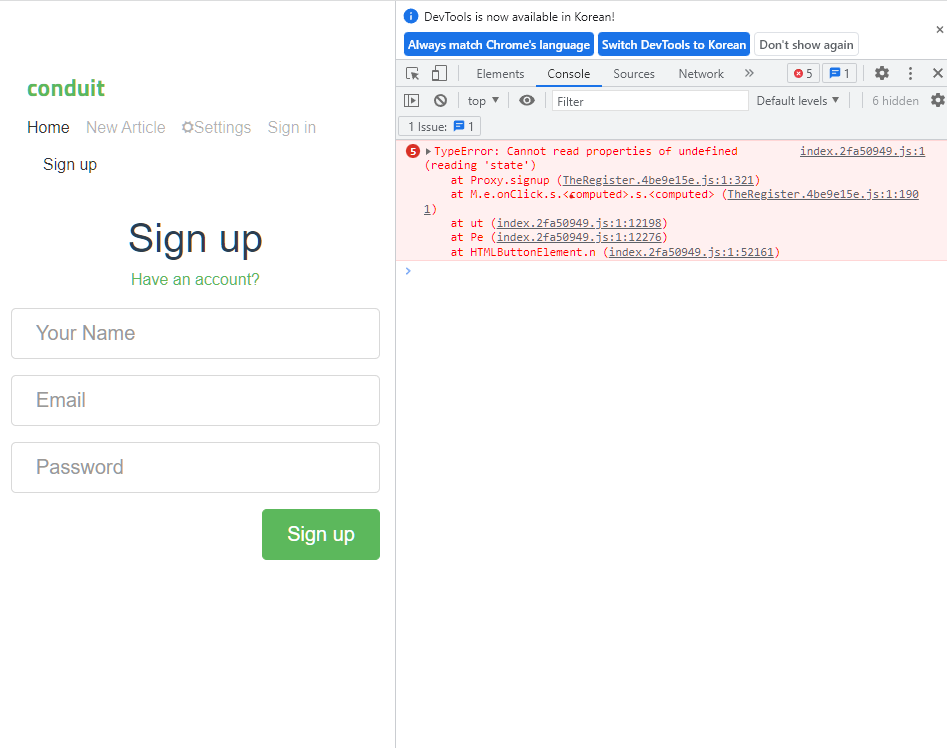 conduit
Home New Article Settings Sign in
Sign up
Sign up
Have an account?
Your Name
Email
Password
Sign up
DevTools is now available in Korean!
Always match Chrome's language Switch DevTools to Korean Don't show again
Elements Console Sources Network 5 1
top Filter Default levels 6 hidden
1 Issue: 1
5 TypeError: Cannot read properties of undefined index.2fa50949.js:1
(reading 'state')
at Proxy.signup (TheRegister.4be9e15e.js:1:321)
at M.e.onClick.s.<computed>.s.<computed> (TheRegister.4be9e15e.js:1:190
1)
at ut (index.2fa50949.js:1:12198)
at Pe (index.2fa50949.js:1:12276)
at HTMLButtonElement.n (index.2fa50949.js:1:52161)